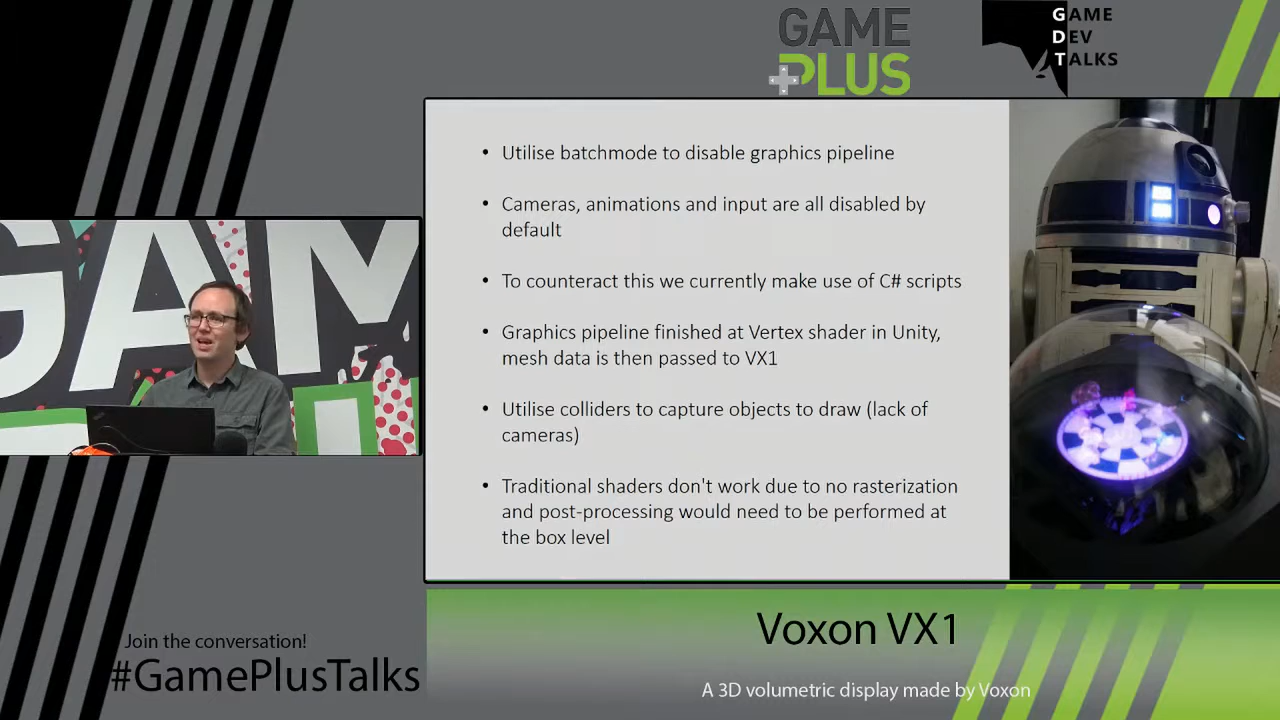 GAME
PLUS
GAME
DEV
TALKS
GAM
• Utilise batchmode to disable graphics pipeline
• Cameras, animations and input are all disabled by
default
• To counteract this we currently make use of C# scripts
• Graphics pipeline finished at Vertex shader in Unity,
mesh data is then passed to VX1
• Utilise colliders to capture objects to draw (lack of
cameras)
• Traditional shaders don't work due to no rasterization
and post-processing would need to be performed at
the box level
Join the conversation!
#GamePlusTalks
Voxon VX1
A 3D volumetric display made by Voxon